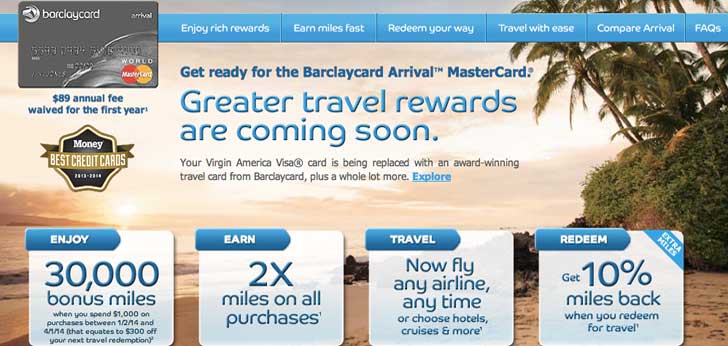 barclaycard arrival
WORLD
MasterCard
$89 annual fee
waived for the first year¹
Money
BEST CREDIT CARDS
2013-2014
Enjoy rich rewards Earn miles fast Redeem your way Travel with ease Compare Arrival FAQs
Get ready for the Barclaycard Arrival™ MasterCard®
Greater travel rewards
are coming soon.
Your Virgin America Visa® card is being replaced with an award-winning
travel card from Barclaycard, plus a whole lot more. Explore
ENJOY
30,000
bonus miles
when you spend $1,000 on
purchases between 1/2/14 and
4/1/14 (that equates to $300 off
your next travel redemption)²
EARN
2X
miles on all
purchases¹
TRAVEL
Now fly
any airline,
any time
or choose hotels,
cruises & more¹
REDEEM
EXTRA
MILES
Get 10%
miles back
when you redeem
for travel¹